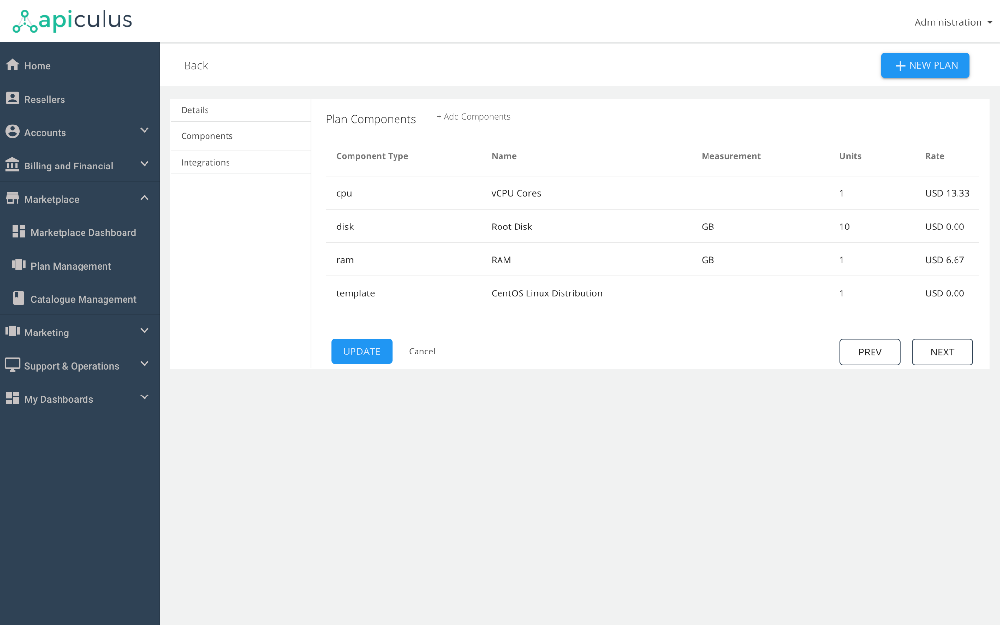 apiculus
Administration
Home
Resellers
Accounts
Billing and Financial
Marketplace
Marketplace Dashboard
Plan Management
Catalogue Management
Marketing
Support & Operations
My Dashboards
Back
NEW PLAN
Details
Components
Integrations
Plan Components
+ Add Components
Component Type Name Measurement Units Rate
cpu vCPU Cores 1 USD 13.33
disk Root Disk GB 10 USD 0.00
ram RAM GB 1 USD 6.67
template CentOS Linux Distribution 1 USD 0.00
UPDATE Cancel PREV NEXT